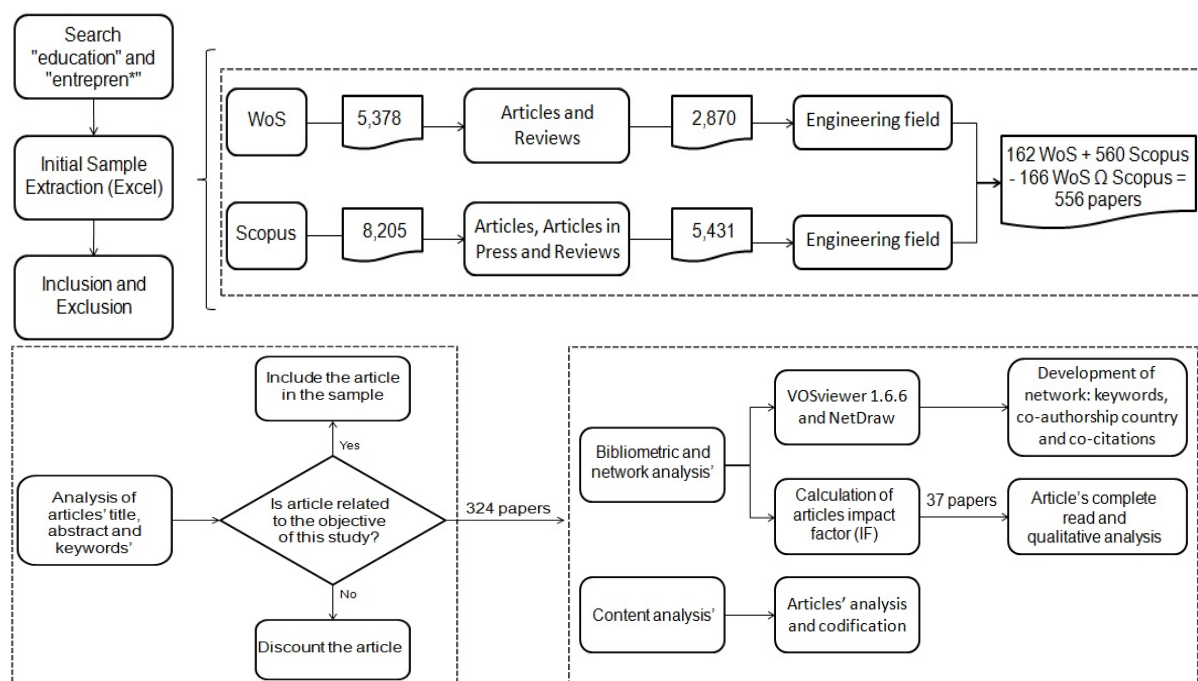 Search
"education" and
"entrepren*"
Initial Sample
Extraction (Excel)
Inclusion and
Exclusion
WoS
5,378
Articles and
Reviews
2,870
Engineering field
Scopus
8,205
Articles, Articles in
Press and Reviews
5,431
Engineering field
162 WoS + 560 Scopus
- 166 WoS Ω Scopus =
556 papers
Analysis of
articles' title,
abstract and
keywords'
Is article related
to the objective
of this study?
Yes
Include the article
in the sample
No
Discount the article
324 papers
Bibliometric and
network analysis'
VOSviewer 1.6.6
and NetDraw
Development of
network: keywords,
co-authorship country
and co-citations
Calculation of
articles impact
factor (IF)
37 papers
Article's complete
read and
qualitative analysis
Content analysis'
Articles' analysis
and codification